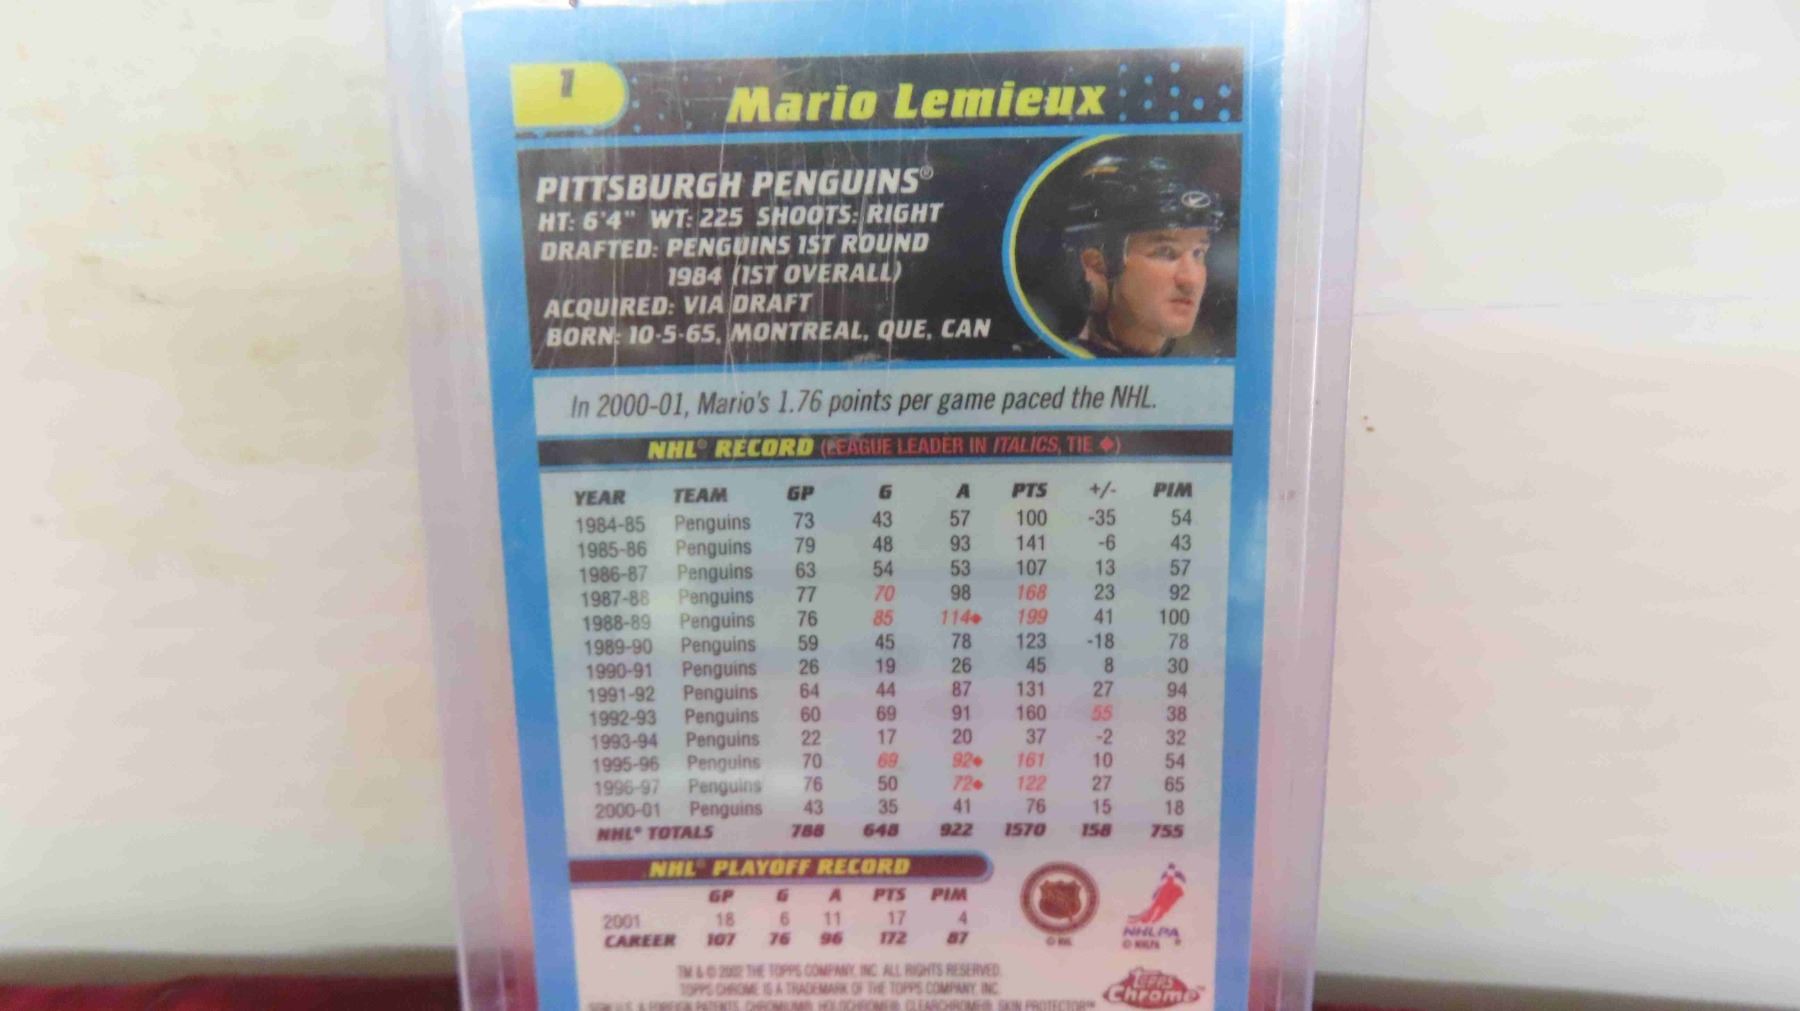 1
Mario Lemieux
PITTSBURGH PENGUINS®
HT: 6'4" WT: 225 SHOOTS: RIGHT
DRAFTED: PENGUINS 1ST ROUND
1984 (1ST OVERALL)
ACQUIRED: VIA DRAFT
BORN: 10-5-65, MONTREAL, QUE, CAN
In 2000-01, Mario's 1.76 points per game paced the NHL.
NHL® RECORD (LEAGUE LEADER IN ITALICS, TIE ♦)
YEAR TEAM GP G A PTS +/- PIM
1984-85 Penguins 73 43 57 100 -35 54
1985-86 Penguins 79 48 93 141 -6 43
1986-87 Penguins 63 54 53 107 13 57
1987-88 Penguins 77 70 98 168 23 92
1988-89 Penguins 76 85 114♦ 199 41 100
1989-90 Penguins 59 45 78 123 -18 78
1990-91 Penguins 26 19 26 45 8 30
1991-92 Penguins 64 44 87 131 27 94
1992-93 Penguins 60 69 91 160 55 38
1993-94 Penguins 22 17 20 37 -2 32
1995-96 Penguins 70 69 92♦ 161 10 54
1996-97 Penguins 76 50 72♦ 122 27 65
2000-01 Penguins 43 35 41 76 15 18
NHL® TOTALS 788 648 922 1570 158 755
NHL® PLAYOFF RECORD
GP G A PTS PIM
2001 18 6 11 17 4
CAREER 107 76 96 172 87
© NHL
NHLPA
© NHLPA
TM & © 2002 THE TOPPS COMPANY, INC. ALL RIGHTS RESERVED.
TOPPS CHROME IS A TRADEMARK OF THE TOPPS COMPANY, INC.
Topps Chrome™
U.S. & FOREIGN PATENTS. CHROMIUM®, HOLOCHROME®, CLEARCHROME®, SKIN PROTECTOR™